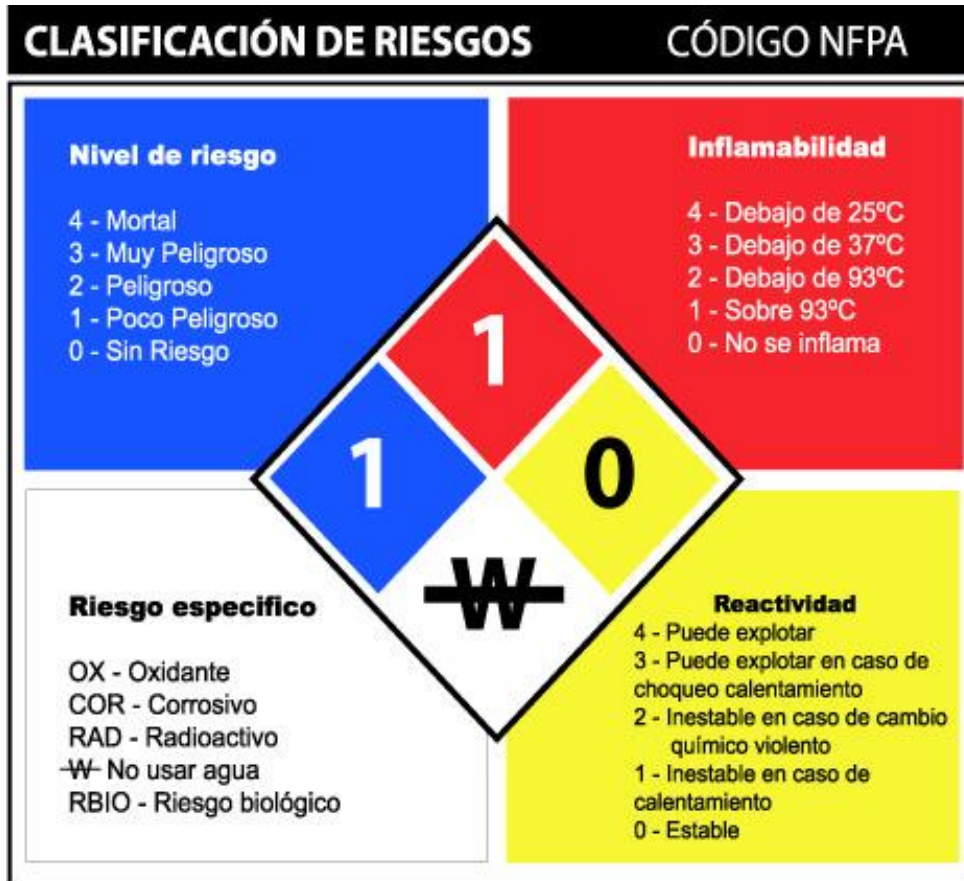 CLASIFICACIÓN DE RIESGOS CÓDIGO NFPA
Nivel de riesgo
4 - Mortal
3 - Muy Peligroso
2 - Peligroso
1 - Poco Peligroso
0 - Sin Riesgo
Inflamabilidad
4 - Debajo de 25ºC
3 - Debajo de 37ºC
2 - Debajo de 93ºC
1 - Sobre 93ºC
0 - No se inflama
1
1
0
W
Riesgo especifico
OX - Oxidante
COR - Corrosivo
RAD - Radioactivo
W No usar agua
RBIO - Riesgo biológico
Reactividad
4 - Puede explotar
3 - Puede explotar en caso de
choqueo calentamiento
2 - Inestable en caso de cambio
químico violento
1 - Inestable en caso de
calentamiento
0 - Estable